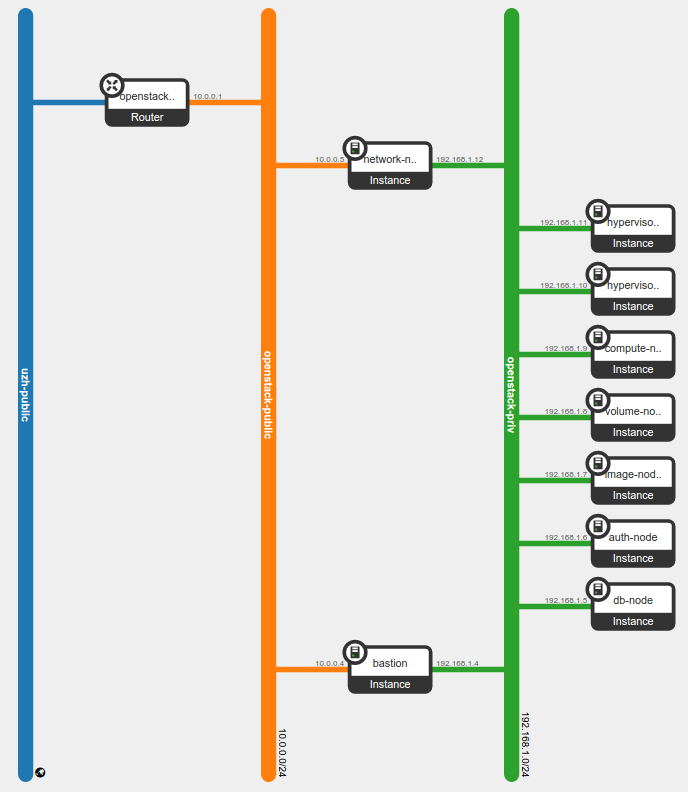 openstack..
Router
10.0.0.1
10.0.0.5
network-n..
Instance
192.168.1.12
192.168.1.11
hyperviso..
Instance
192.168.1.10
hyperviso..
Instance
192.168.1.9
compute-n..
Instance
192.168.1.8
volume-no..
Instance
192.168.1.7
image-nod..
Instance
192.168.1.6
auth-node
Instance
192.168.1.5
db-node
Instance
10.0.0.4
bastion
Instance
192.168.1.4
uzh-public
openstack-public
10.0.0.0/24
openstack-priv
192.168.1.0/24